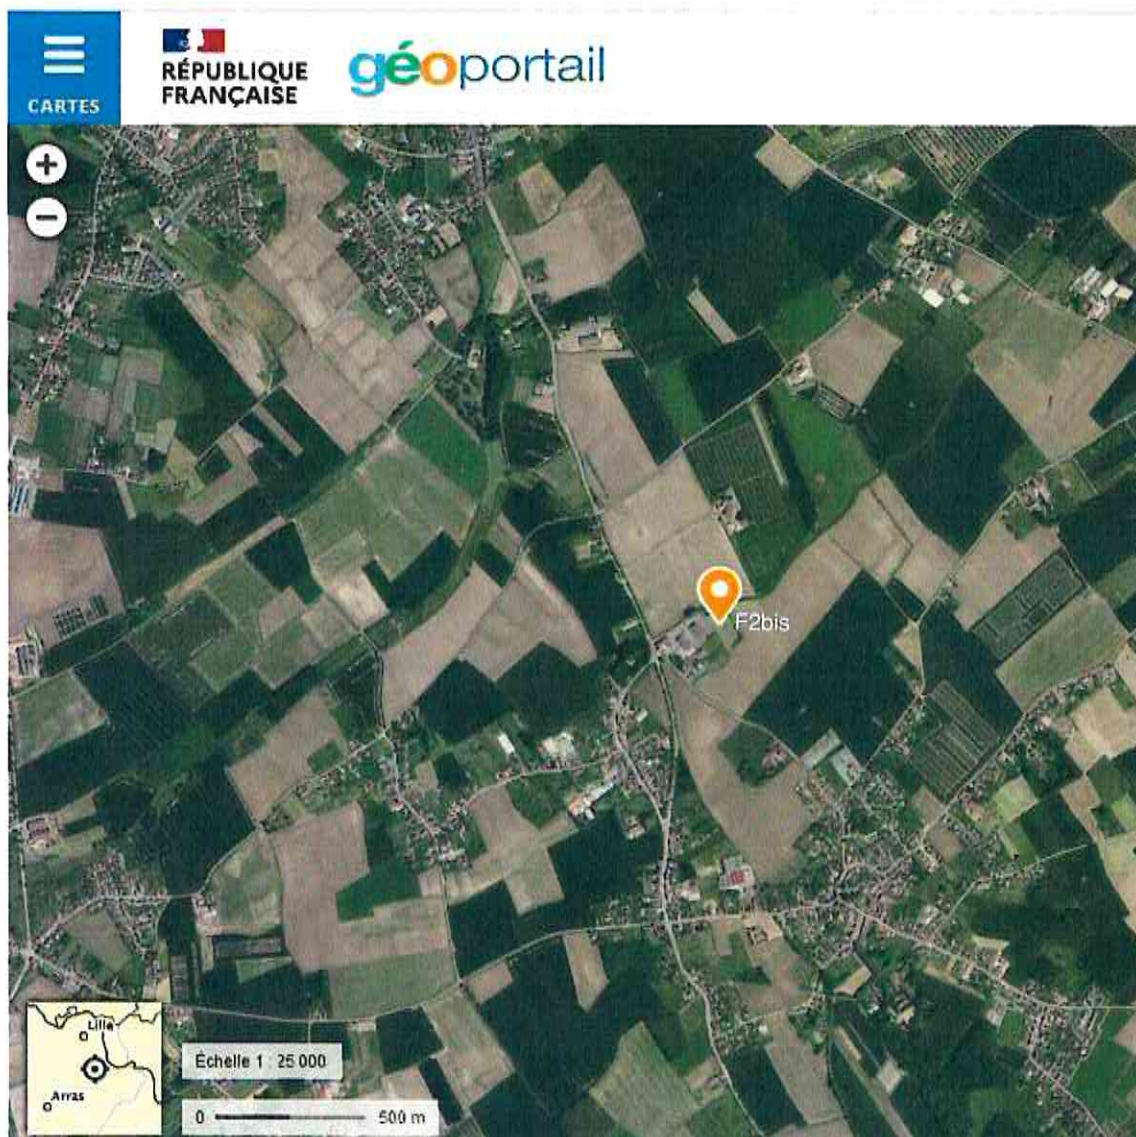 CARTES
RÉPUBLIQUE
FRANÇAISE
géoportail
F2bis
Lille
Arras
Échelle 1 : 25 000
0 500 m